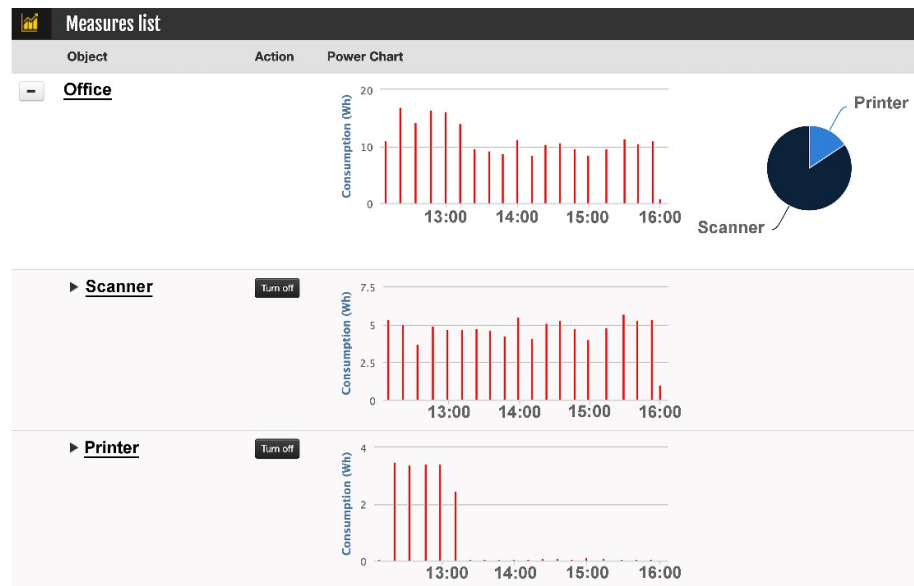 Measures list
Object Action Power Chart
− Office
Consumption (Wh)
20
10
0
13:00 14:00 15:00 16:00
Printer
Scanner
Scanner
Turn off
Consumption (Wh)
7.5
5
2.5
0
13:00 14:00 15:00 16:00
Printer
Turn off
Consumption (Wh)
4
2
0
13:00 14:00 15:00 16:00